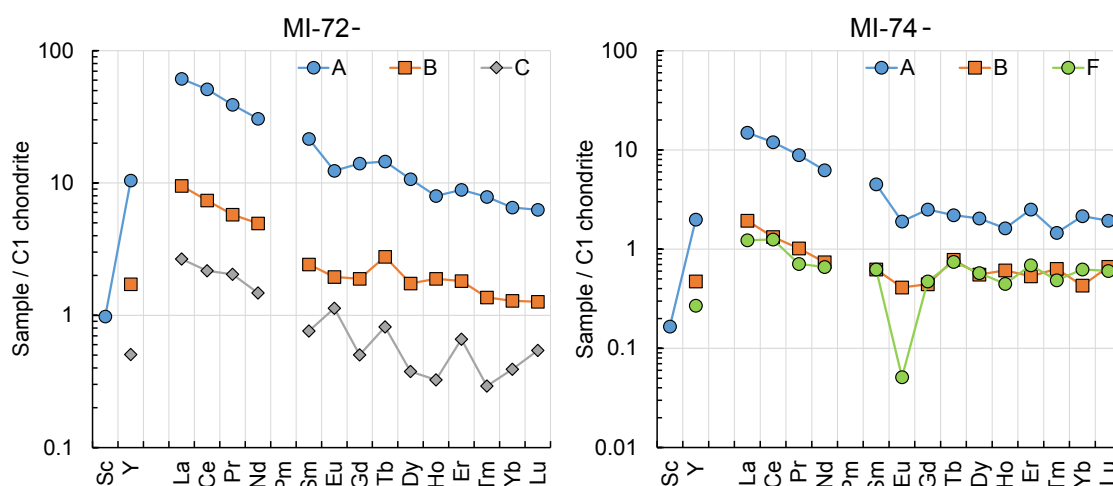 MI-72-
A B C
100
10
1
0.1
Sample / C1 chondrite
Sc Y La Ce Pr Nd Pm Sm Eu Gd Tb Dy Ho Er Tm Yb Lu
MI-74 -
A B F
100
10
1
0.1
0.01
Sample / C1 chondrite
Sc Y La Ce Pr Nd Pm Sm Eu Gd Tb Dy Ho Er Tm Yb Lu